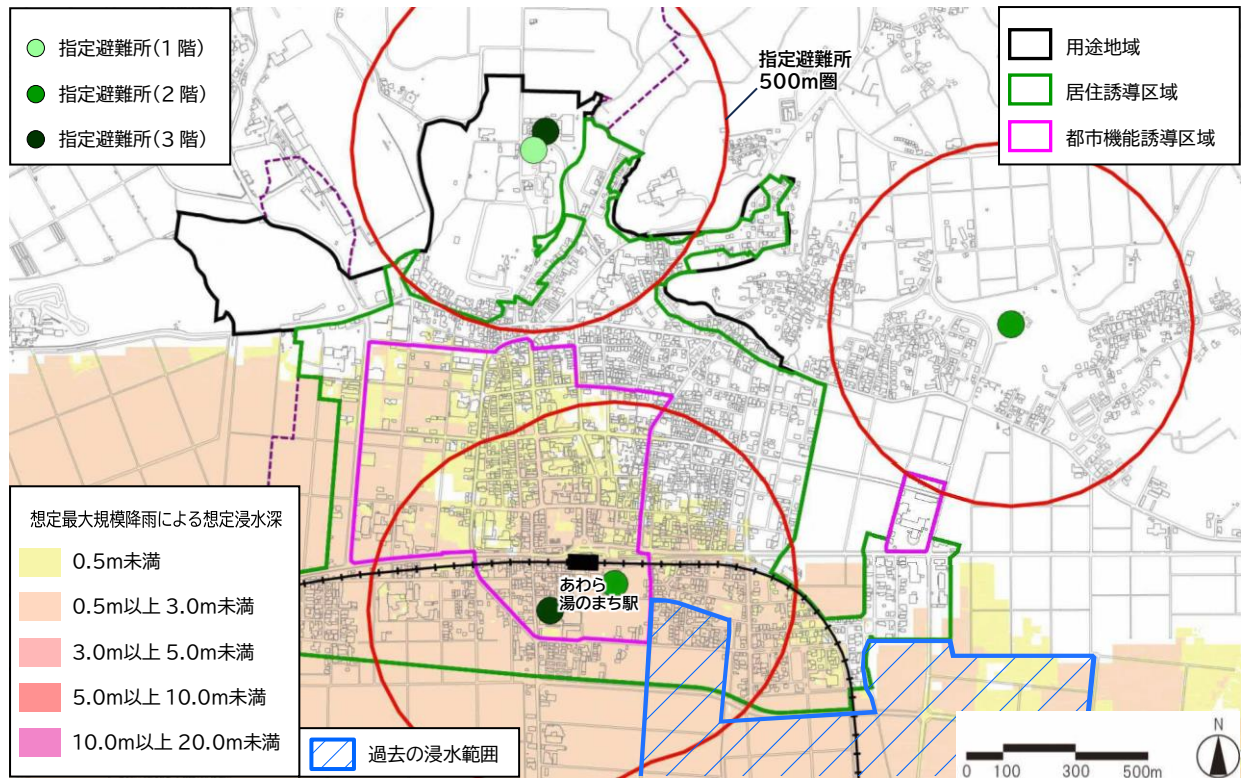 指定避難所(1階)
指定避難所(2階)
指定避難所(3階)
指定避難所
500m圏
用途地域
居住誘導区域
都市機能誘導区域
あわら
湯のまち駅
想定最大規模降雨による想定浸水深
0.5m未満
0.5m以上 3.0m未満
3.0m以上 5.0m未満
5.0m以上 10.0m未満
10.0m以上 20.0m未満
過去の浸水範囲
N
0 100 300 500m